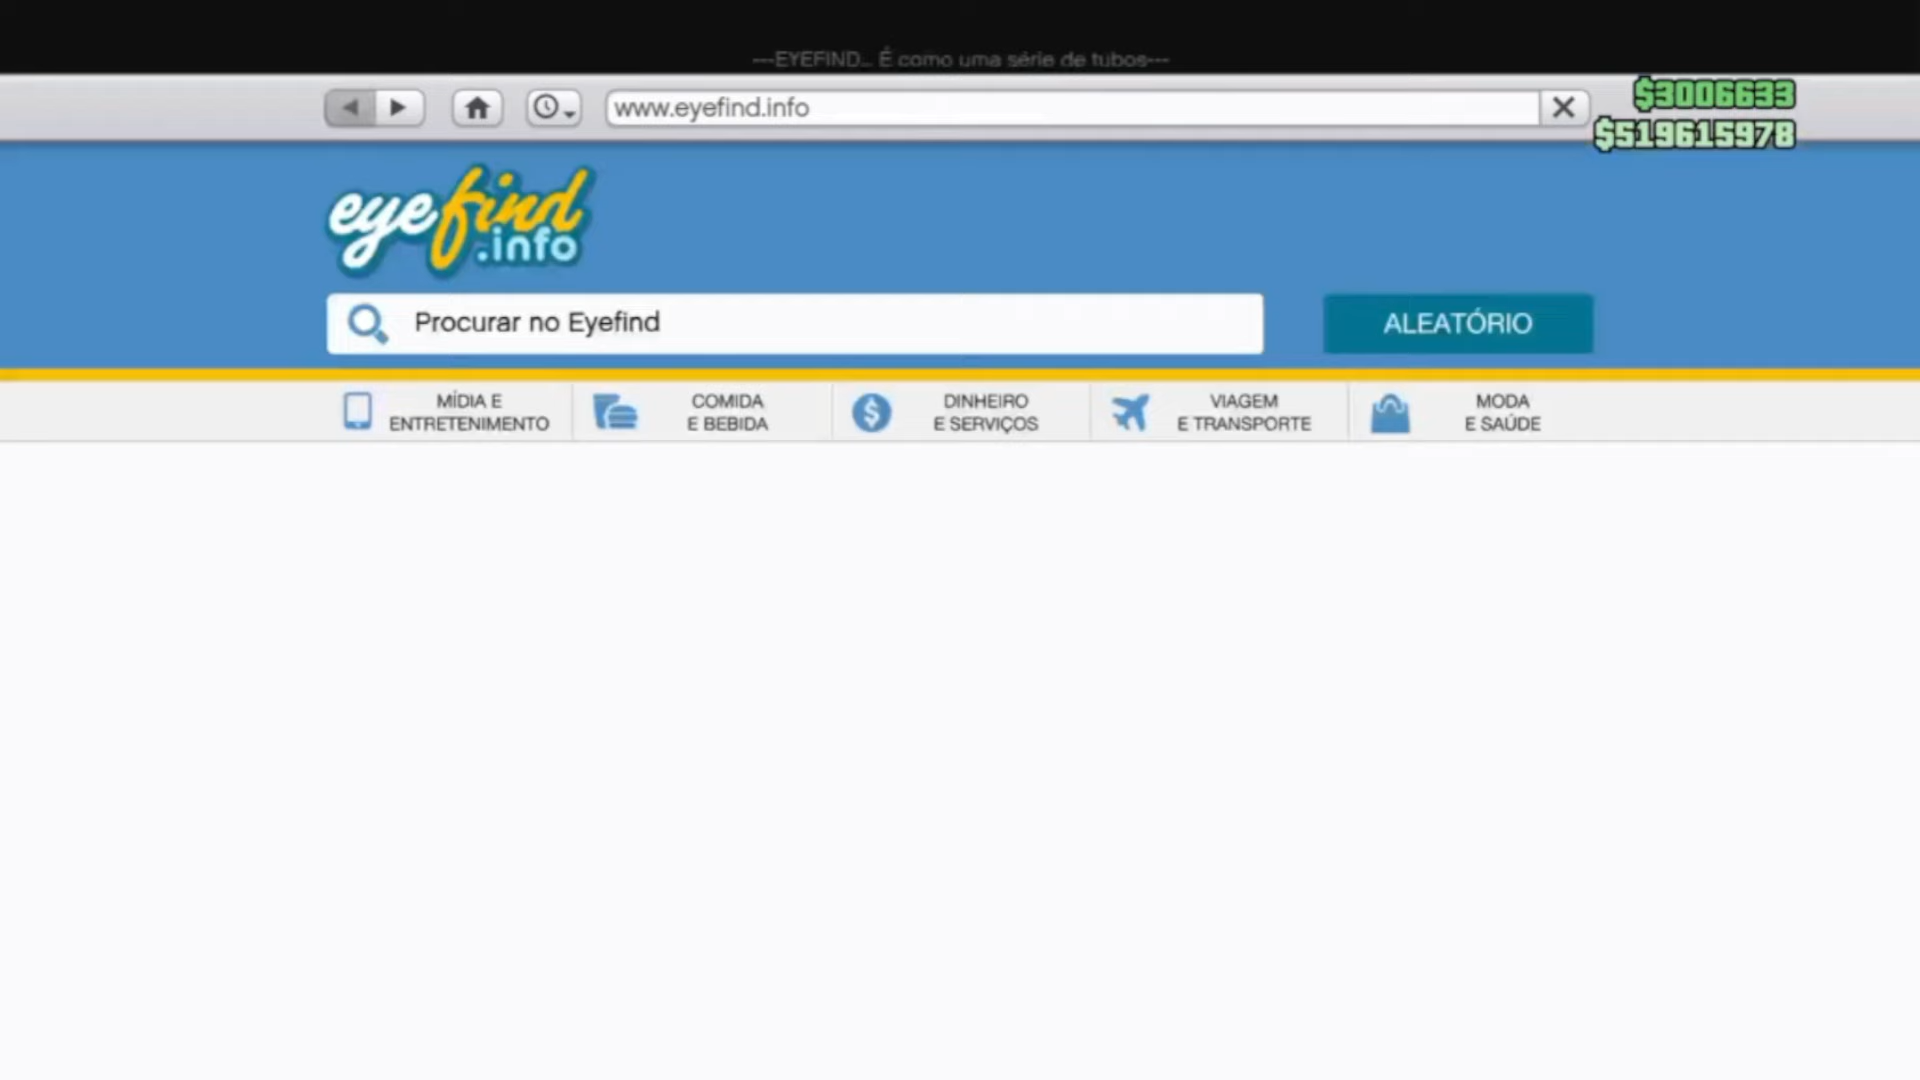 ---EYEFIND... É como uma série de tubos---
www.eyefind.info
$3006633
$519615978
eyefind
.info
Procurar no Eyefind
ALEATÓRIO
MÍDIA E
ENTRETENIMENTO
COMIDA
E BEBIDA
DINHEIRO
E SERVIÇOS
VIAGEM
E TRANSPORTE
MODA
E SAÚDE